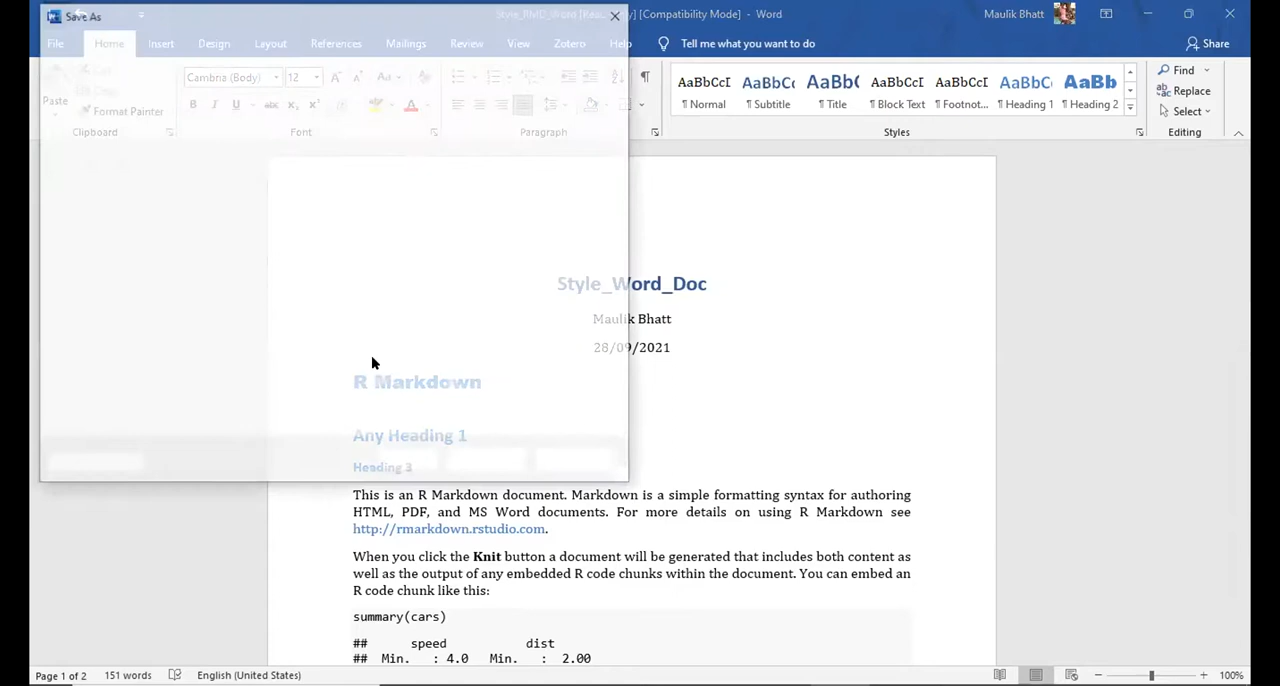 Save As
Style_RMD_Word [Read-Only] [Compatibility Mode] - Word
Maulik Bhatt
File Home Insert Design Layout References Mailings Review View Zotero Help Tell me what you want to do Share
Paste
Cut
Copy
Format Painter
Clipboard
Cambria (Body) 12
Font
Paragraph
AaBbCcI AaBbCc AaBbC AaBbCcI AaBbCcI AaBbC AaBb
¶ Normal ¶ Subtitle ¶ Title ¶ Block Text ¶ Footnot... ¶ Heading 1 ¶ Heading 2
Styles
Find
Replace
Select
Editing
Style_Word_Doc
Maulik Bhatt
28/09/2021
R Markdown
Any Heading 1
Heading 3
This is an R Markdown document. Markdown is a simple formatting syntax for authoring
HTML, PDF, and MS Word documents. For more details on using R Markdown see
http://rmarkdown.rstudio.com.
When you click the Knit button a document will be generated that includes both content as
well as the output of any embedded R code chunks within the document. You can embed an
R code chunk like this:
summary(cars)
## speed dist
## Min. : 4.0 Min. : 2.00
Page 1 of 2 151 words English (United States) 100%